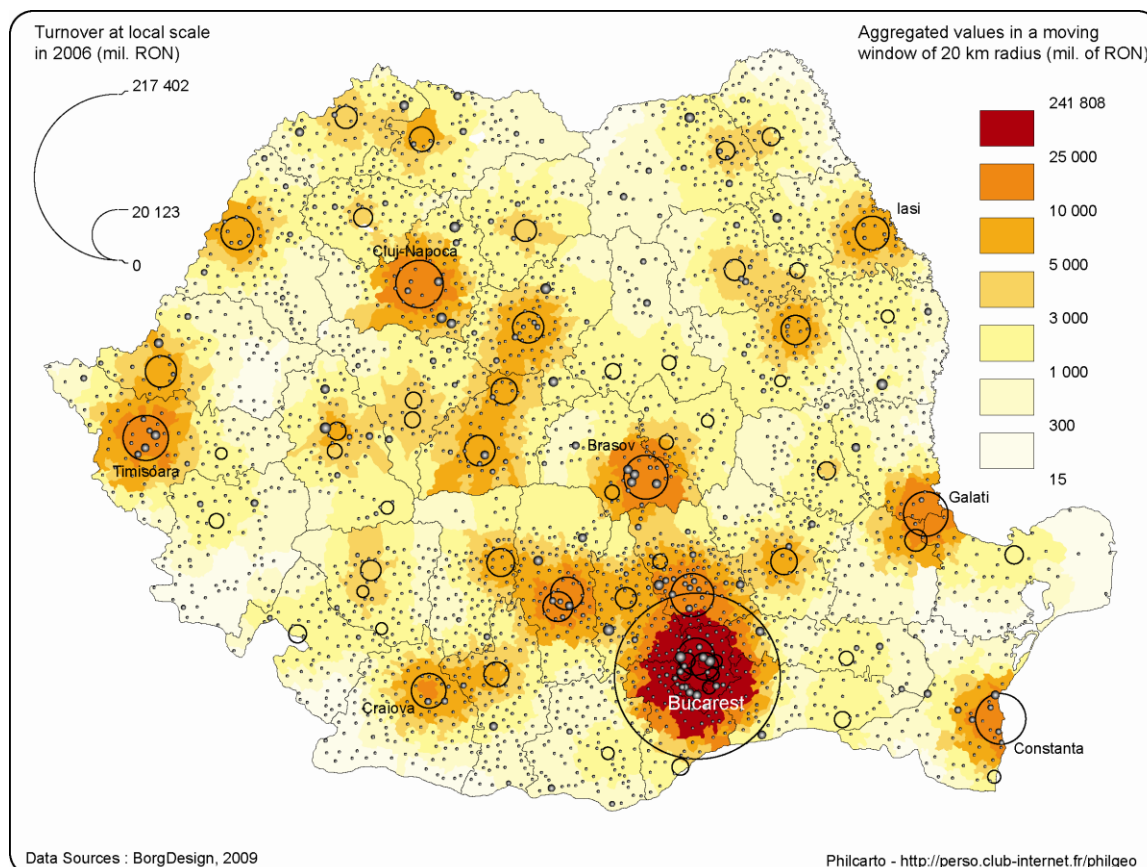 Turnover at local scale
in 2006 (mil. RON)
217 402
20 123
0
Aggregated values in a moving
window of 20 km radius (mil. of RON)
241 808
25 000
10 000
5 000
3 000
1 000
300
15
Iasi
Cluj-Napoca
Timisoara
Brasov
Galati
Craiova
Bucarest
Constanta
Data Sources : BorgDesign, 2009
Philcarto - http://perso.club-internet.fr/philgeo